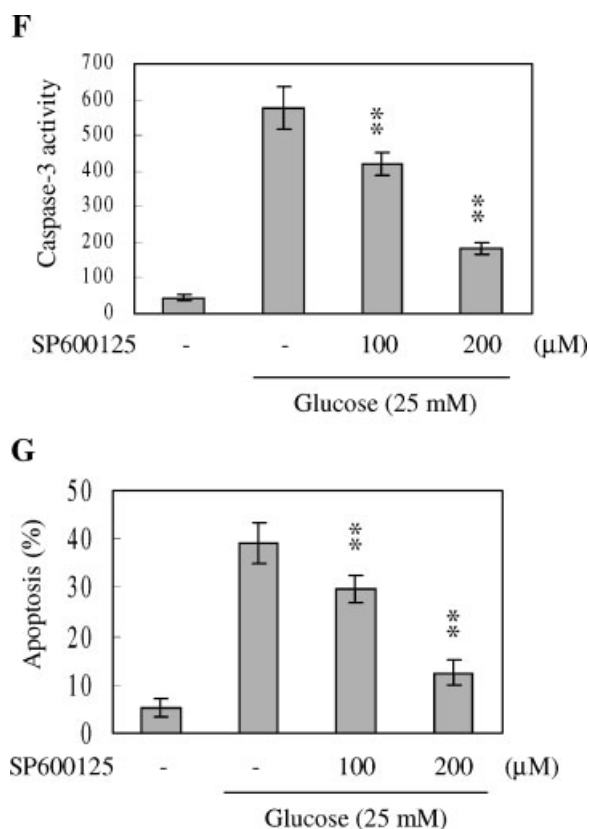 F
Caspase-3 activity
700
600
500
400
300
200
100
0
**
**
SP600125 - - 100 200 (μM)
Glucose (25 mM)
G
Apoptosis (%)
50
40
30
20
10
0
**
**
SP600125 - - 100 200 (μM)
Glucose (25 mM)